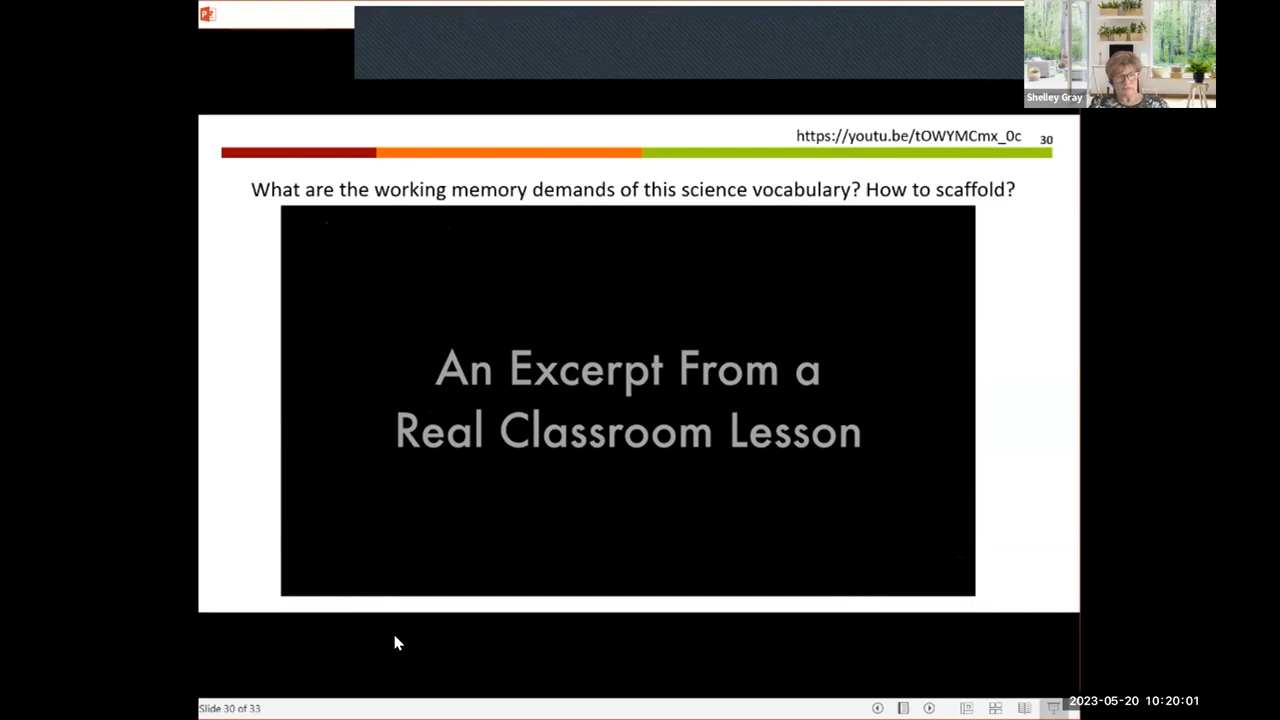 Shelley Gray
https://youtu.be/tOWYMCmx_0c
30
What are the working memory demands of this science vocabulary? How to scaffold?
An Excerpt From a
Real Classroom Lesson
Slide 30 of 33
2023-05-20 10:20:01